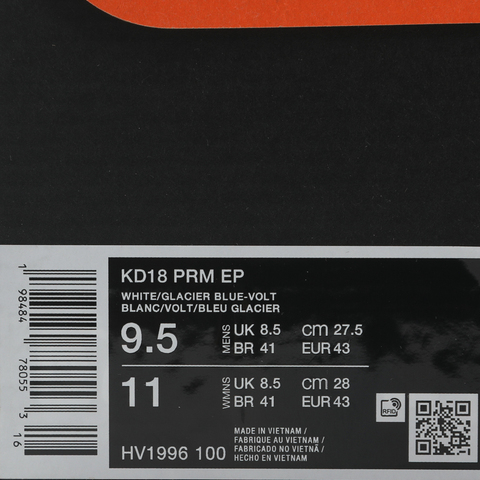 KD18 PRM EP
WHITE/GLACIER BLUE-VOLT
BLANC/VOLT/BLEU GLACIER
9.5 MENS UK 8.5 cm 27.5
BR 41 EUR 43
11 WMNS UK 8.5 cm 28
BR 41 EUR 43
RFID
MADE IN VIETNAM /
FABRIQUE AU VIETNAM /
FABRICADO NO VIETNÃ /
HECHO EN VIETNAM
HV1996 100
1 98484 78055 3 16